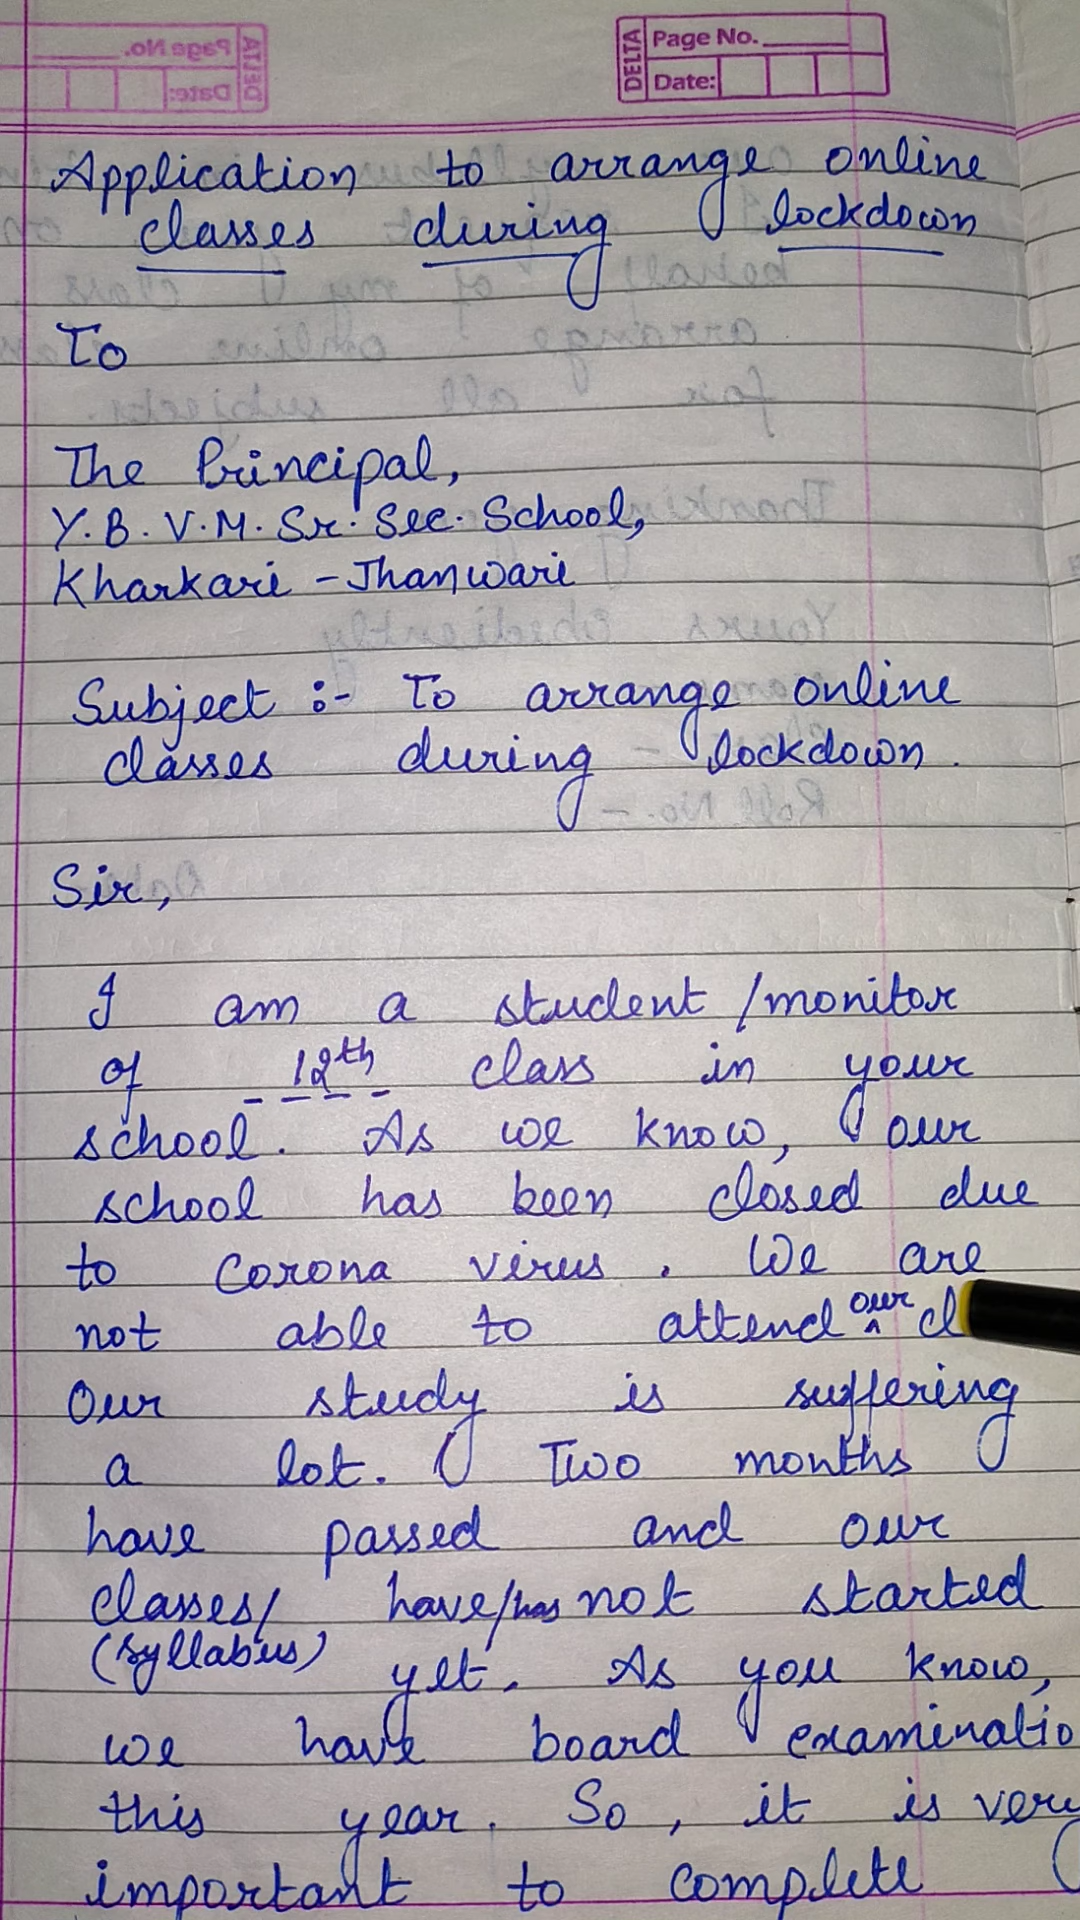 DELTA
Page No.
Date:
Application to arrange online
classes during lockdown
To
The Principal,
Y.B.V.M. Sr. Sec. School,
Kharkari - Jhanwari
Subject :- To arrange online
classes during lockdown.
Sir,
I am a student /monitor
of 12th class in your
school. As we know, our
school has been closed due
to corona virus. We are
not able to attend our
Our study is suffering
a lot. Two months
have passed and our
classes/ have/has not started
(syllabus) yet. As you know,
we have board examinatio
this year. So, it is very
important to complete